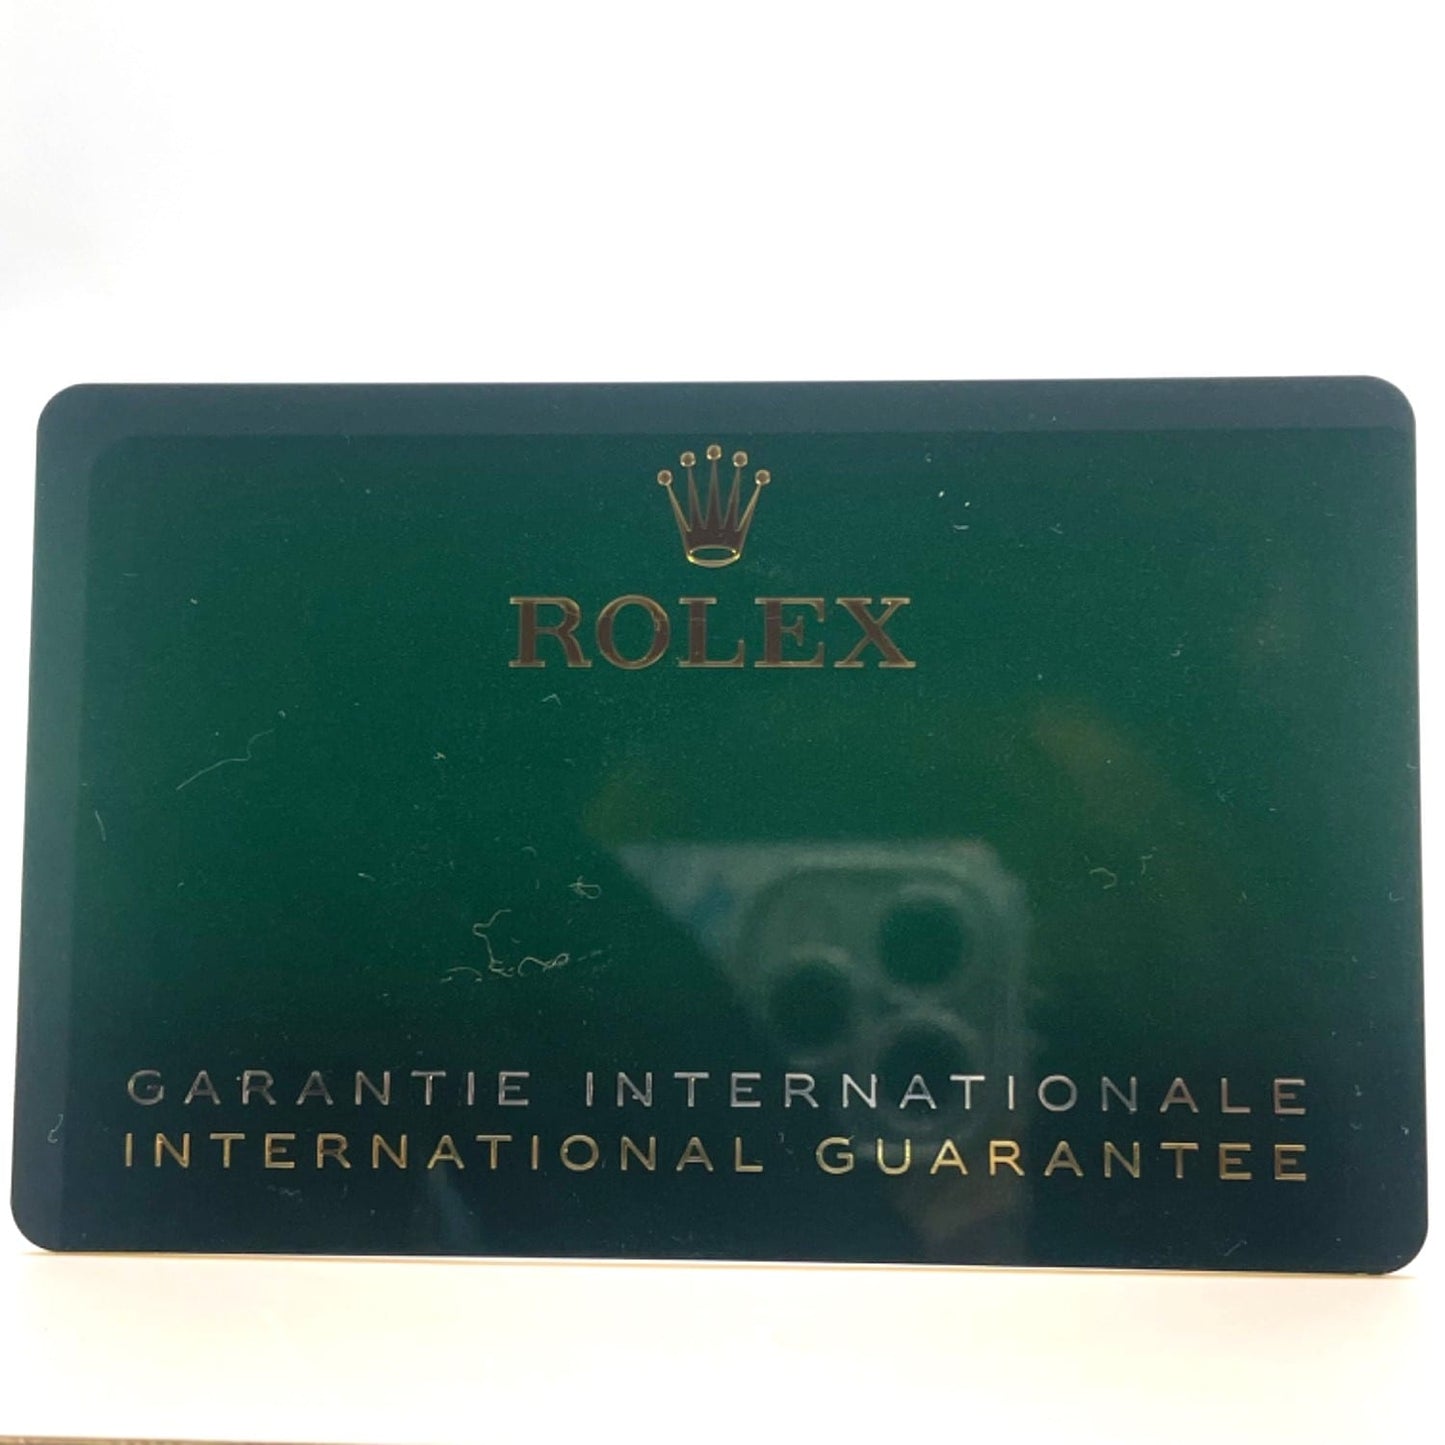 ROLEX
GARANTIE INTERNATIONALE
INTERNATIONAL GUARANTEE